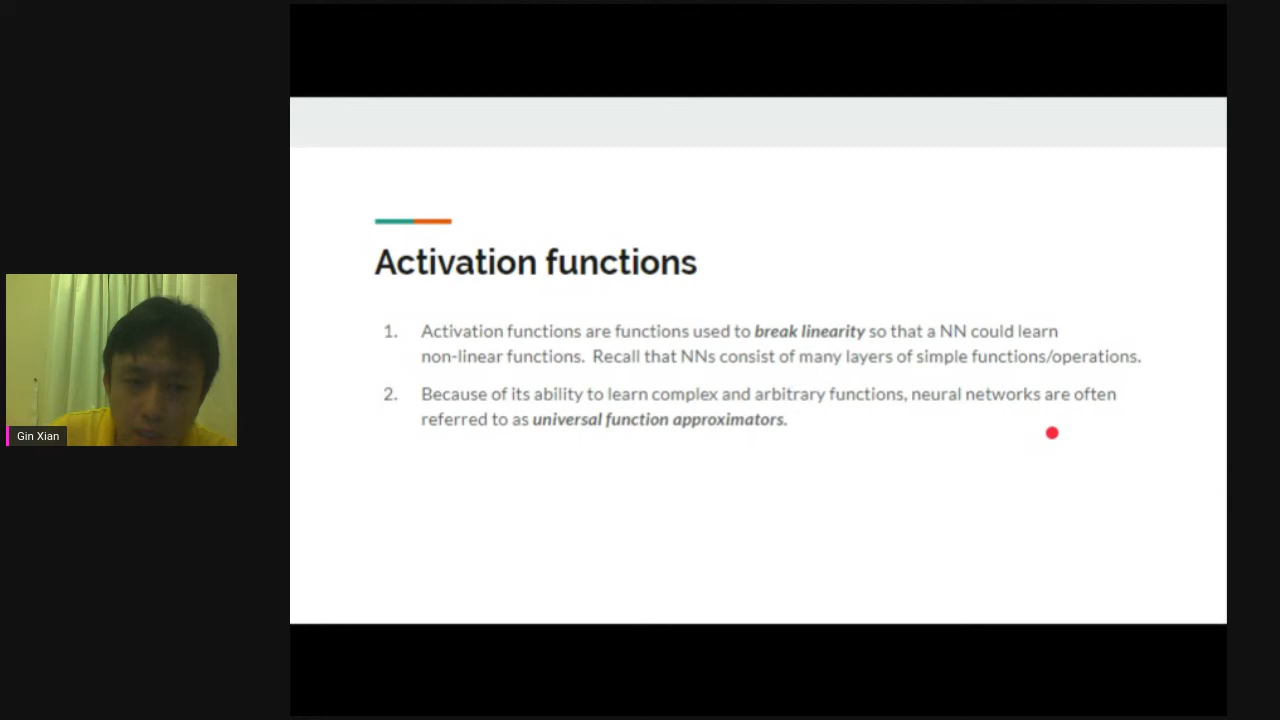 Activation functions
1. Activation functions are functions used to break linearity so that a NN could learn
non-linear functions. Recall that NNs consist of many layers of simple functions/operations.
2. Because of its ability to learn complex and arbitrary functions, neural networks are often
referred to as universal function approximators.
Gin Xian